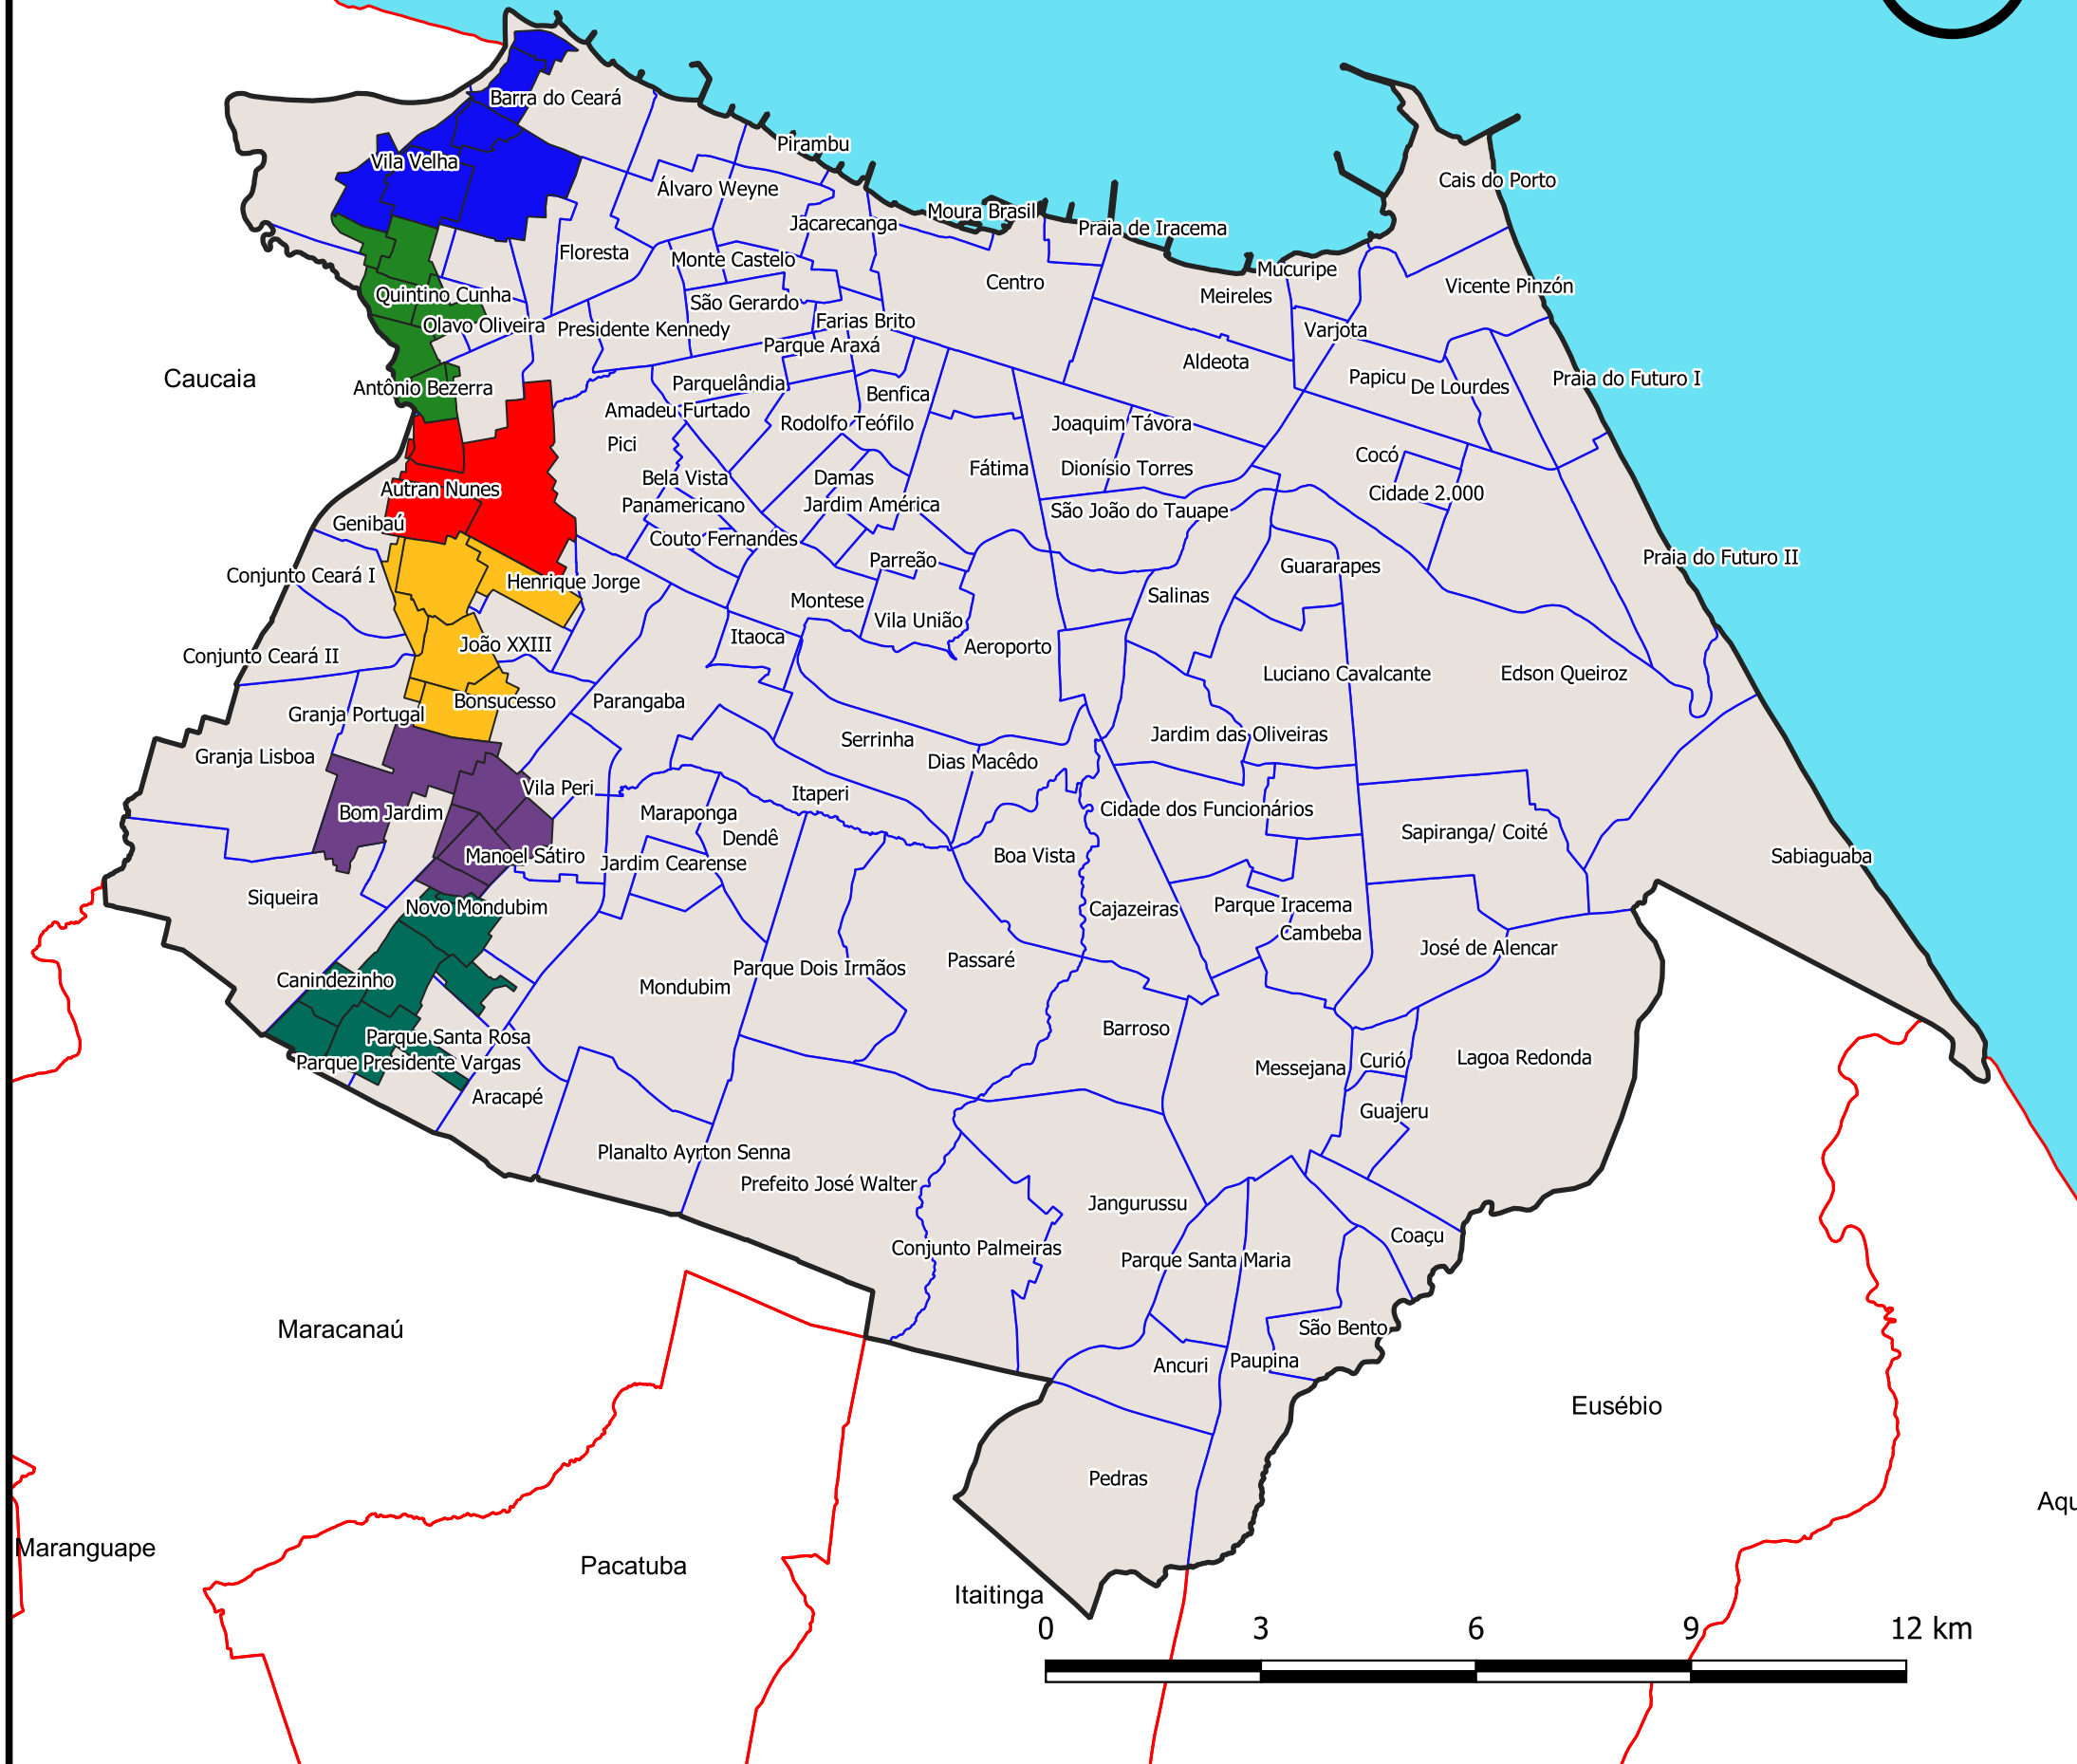 Barra do Ceará
Pirambu
Vila Velha
Cais do Porto
Álvaro Weyne
Moura Brasil
Jacarecanga
Praia de Iracema
Floresta
Monte Castelo
Mucuripe
Centro
Vicente Pinzón
Quintino Cunha
Meireles
São Gerardo
Farias Brito
Olavo Oliveira
Presidente Kennedy
Varjota
Parque Araxá
Aldeota
Caucaia
Papicu
Praia do Futuro I
Antônio Bezerra
Parquelândia
De Lourdes
Benfica
Amadeu Furtado
Rodolfo Teófilo
Joaquim Távora
Pici
Cocó
Fátima
Dionísio Torres
Bela Vista
Damas
Autran Nunes
Cidade 2.000
Panamericano
Jardim América
São João do Tauape
Genibaú
Couto Fernandes
Praia do Futuro II
Parreão
Guararapes
Conjunto Ceará I
Henrique Jorge
Salinas
Montese
Vila União
Itaoca
João XXIII
Aeroporto
Conjunto Ceará II
Luciano Cavalcante
Edson Queiroz
Bonsucesso
Parangaba
Granja Portugal
Jardim das Oliveiras
Serrinha
Granja Lisboa
Dias Macêdo
Vila Peri
Itaperi
Bom Jardim
Maraponga
Cidade dos Funcionários
Dendê
Sapiranga/ Coité
Manoel Sátiro
Boa Vista
Sabiaguaba
Jardim Cearense
Siqueira
Novo Mondubim
Cajazeiras
Parque Iracema
Cambeba
José de Alencar
Passaré
Parque Dois Irmãos
Canindezinho
Mondubim
Barroso
Parque Santa Rosa
Lagoa Redonda
Parque Presidente Vargas
Curió
Messejana
Aracapé
Guajeru
Planalto Ayrton Senna
Prefeito José Walter
Jangurussu
Coaçu
Conjunto Palmeiras
Parque Santa Maria
Maracanaú
São Bento
Paupina
Ancuri
Eusébio
Pedras
Aqu
Maranguape
Pacatuba
Itaitinga
0 3 6 9 12 km